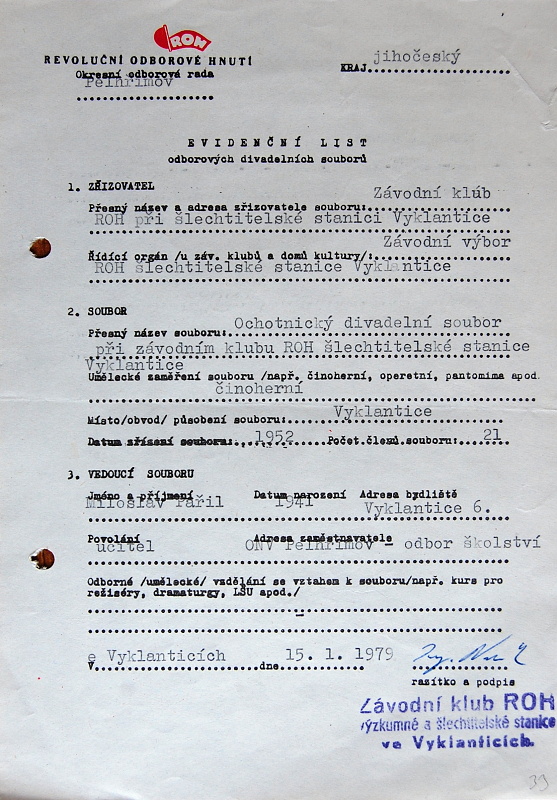 ROH
REVOLUČNÍ ODBOROVÉ HNUTÍ
Okresní odborová rada
Pelhřimov
KRAJ jihočeský
EVIDENČNÍ LIST
odborových divadelních souborů
1. ZŘIZOVATEL
Přesný název a adresa zřizovatele souboru: Závodní klúb
ROH při šlechtitelské stanici Vyklantice
Řídící orgán /u záv. klubů a domů kultury/: Závodní výbor
ROH šlechtitelské stanice Vyklantice
2. SOUBOR
Přesný název souboru: Ochotnický divadelní soubor
při závodním klubu ROH šlechtitelské stanice
Vyklantice
Umělecké zaměření souboru /např. činoherní, operetní, pantomima apod.
činoherní
Místo/obvod/ působení souboru: Vyklantice
Datum zřízení souboru: 1952 Počet členů souboru: 21
3. VEDOUCÍ SOUBORU
Jméno a příjmení Datum narození Adresa bydliště
Miloslav Pařil 1941 Vyklantice 6.
Povolání Adresa zaměstnavatele
učitel ONV Pelhřimov - odbor školství
Odborné /umělecké/ vzdělání se vztahem k souboru/např. kurs pro
režiséry, dramaturgy, LŠU apod./
-
V e Vyklanticích dne 15. 1. 1979
razítko a podpis
Závodní klub ROH
výzkumné a šlechtitelské stanice
ve Vyklanticích.
39